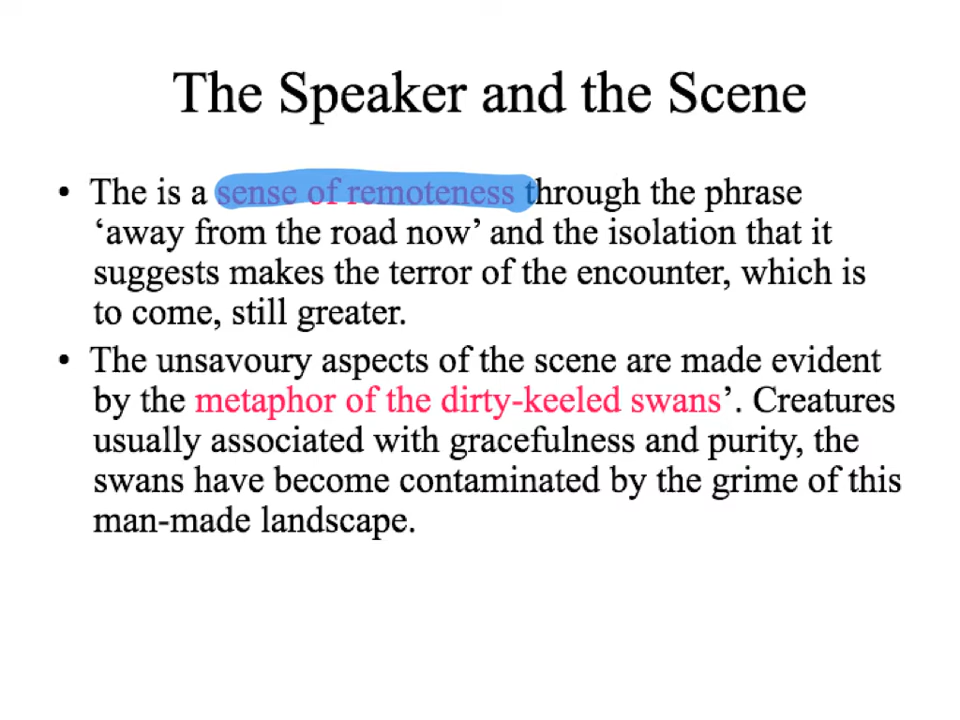 The Speaker and the Scene
• The is a sense of remoteness through the phrase
‘away from the road now’ and the isolation that it
suggests makes the terror of the encounter, which is
to come, still greater.
• The unsavoury aspects of the scene are made evident
by the metaphor of the dirty-keeled swans’. Creatures
usually associated with gracefulness and purity, the
swans have become contaminated by the grime of this
man-made landscape.